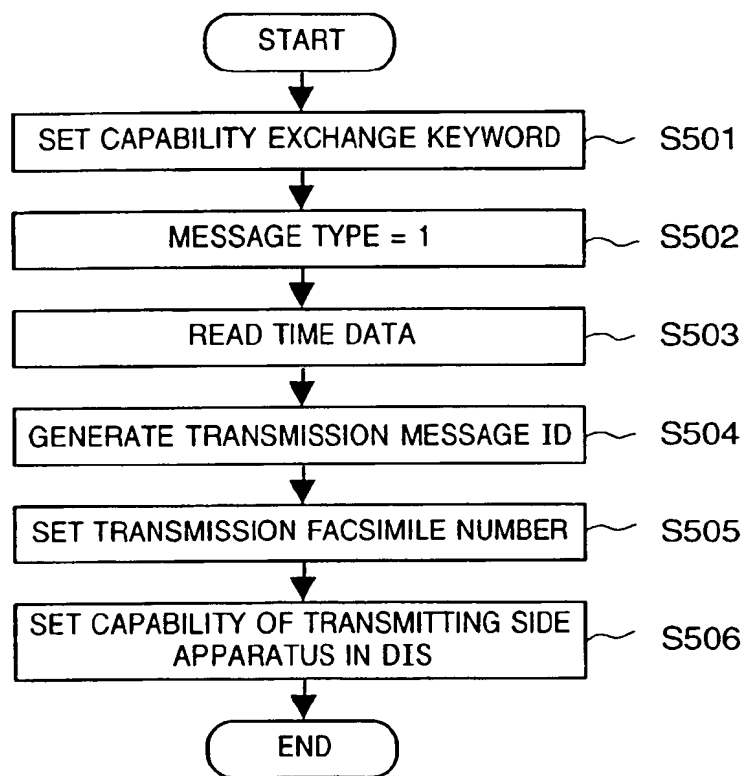 START
SET CAPABILITY EXCHANGE KEYWORD S501
MESSAGE TYPE = 1 S502
READ TIME DATA S503
GENERATE TRANSMISSION MESSAGE ID S504
SET TRANSMISSION FACSIMILE NUMBER S505
SET CAPABILITY OF TRANSMITTING SIDE
APPARATUS IN DIS S506
END